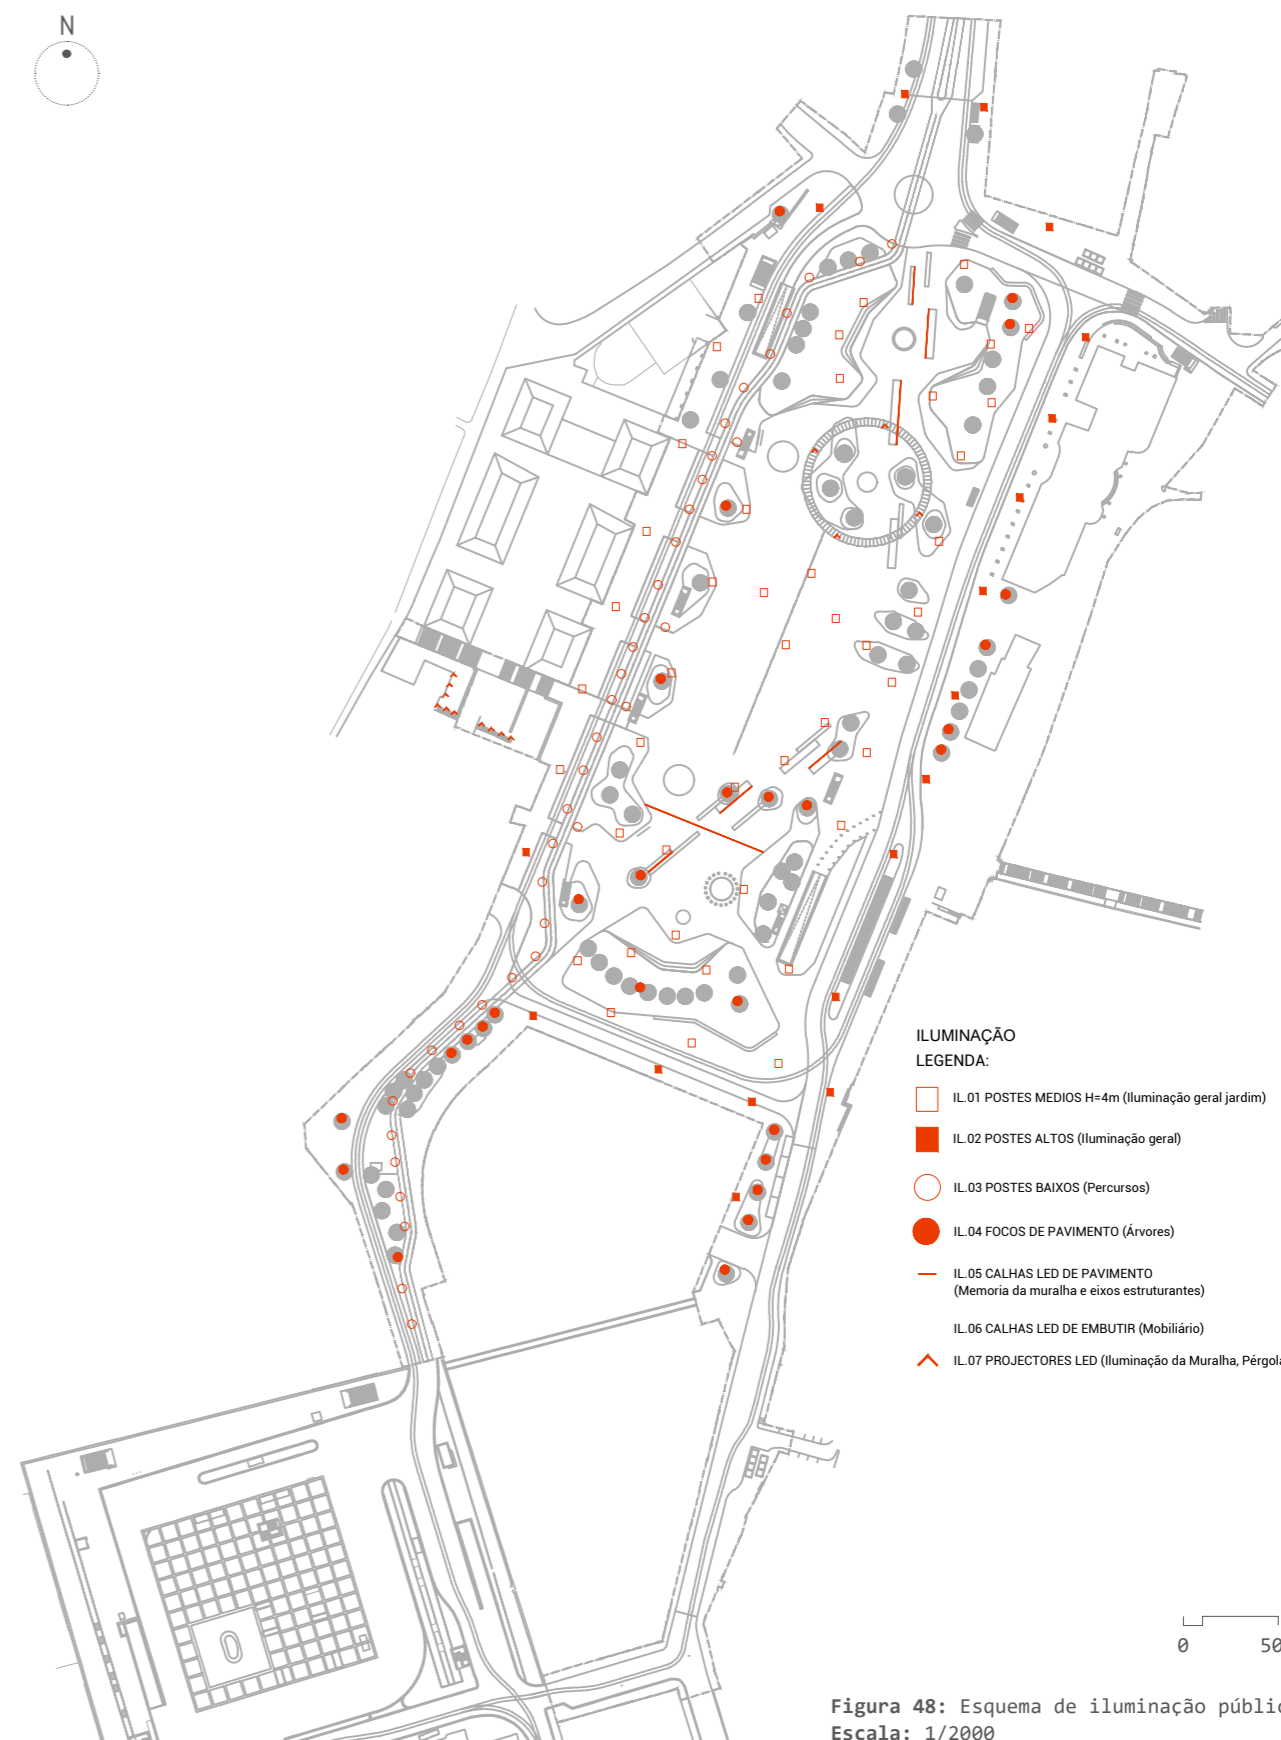 N
ILUMINAÇÃO
LEGENDA:
IL.01 POSTES MEDIOS H=4m (Iluminação geral jardim)
IL.02 POSTES ALTOS (Iluminação geral)
IL.03 POSTES BAIXOS (Percursos)
IL.04 FOCOS DE PAVIMENTO (Árvores)
IL.05 CALHAS LED DE PAVIMENTO
(Memoria da muralha e eixos estruturantes)
IL.06 CALHAS LED DE EMBUTIR (Mobiliário)
IL.07 PROJECTORES LED (Iluminação da Muralha, Pérgola
0 50
Figura 48: Esquema de iluminação públic
Escala: 1/2000